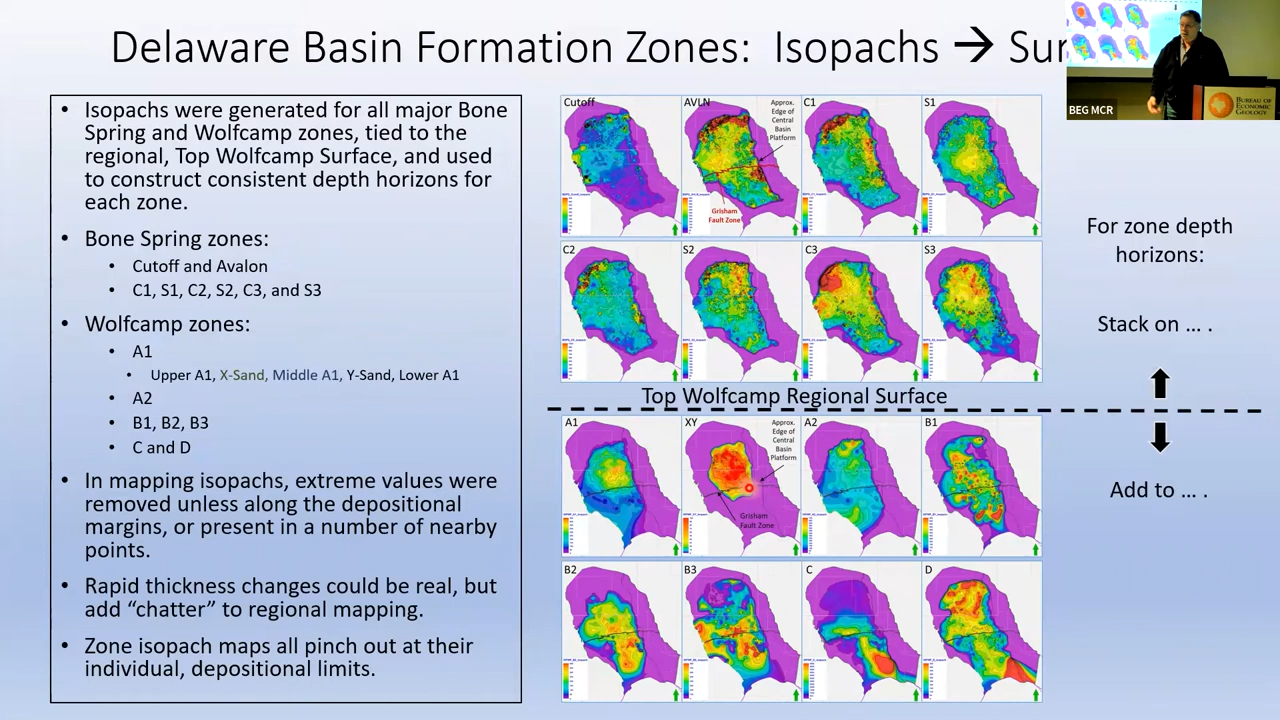 Delaware Basin Formation Zones: Isopachs → Sur
BEG MCR
BUREAU OF
ECONOMIC
GEOLOGY
• Isopachs were generated for all major Bone
Spring and Wolfcamp zones, tied to the
regional, Top Wolfcamp Surface, and used
to construct consistent depth horizons for
each zone.
• Bone Spring zones:
• Cutoff and Avalon
• C1, S1, C2, S2, C3, and S3
• Wolfcamp zones:
• A1
• Upper A1, X-Sand, Middle A1, Y-Sand, Lower A1
• A2
• B1, B2, B3
• C and D
• In mapping isopachs, extreme values were
removed unless along the depositional
margins, or present in a number of nearby
points.
• Rapid thickness changes could be real, but
add “chatter” to regional mapping.
• Zone isopach maps all pinch out at their
individual, depositional limits.
Cutoff
AVLN
Approx.
Edge of
Central
Basin
Platform
Grisham
Fault Zone
C1
S1
C2
S2
C3
S3
Top Wolfcamp Regional Surface
A1
XY
Approx.
Edge of
Central
Basin
Platform
Grisham
Fault Zone
A2
B1
B2
B3
C
D
For zone depth
horizons:
Stack on ... .
Add to ... .